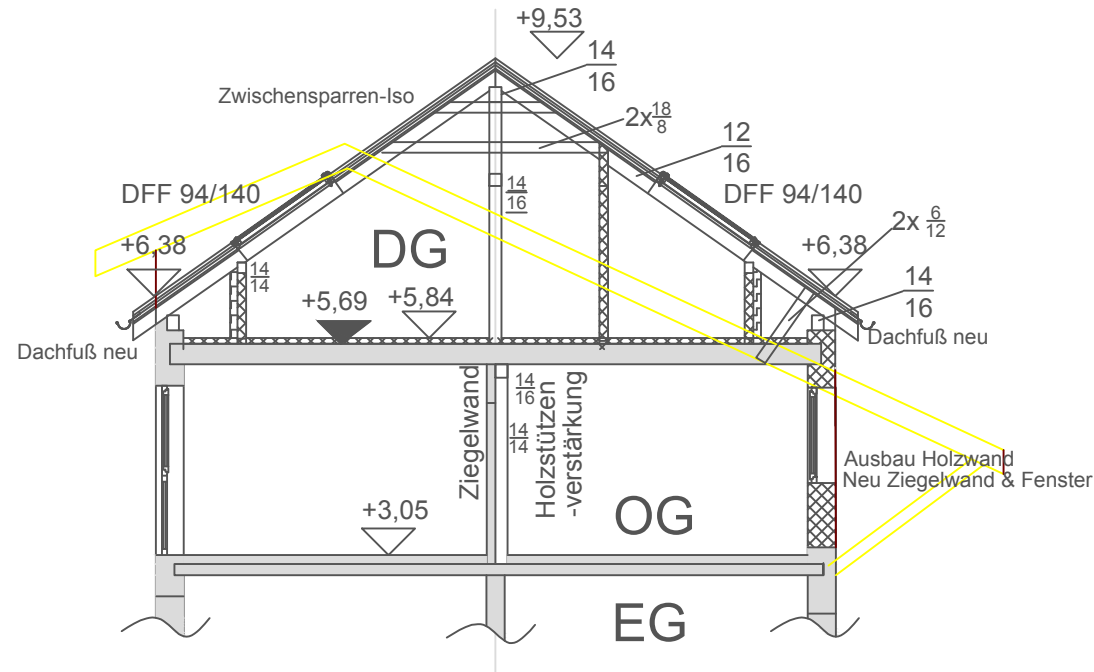 +9,53
14
16
Zwischensparren-Iso
2x 18/8
12
16
DFF 94/140
14/16
DFF 94/140
2x 6/12
+6,38
DG
+6,38
14/14
14
16
+5,69
+5,84
Dachfuß neu
Dachfuß neu
Ziegelwand
14/16
14/14
Holzstützen
-verstärkung
Ausbau Holzwand
Neu Ziegelwand & Fenster
+3,05
OG
EG